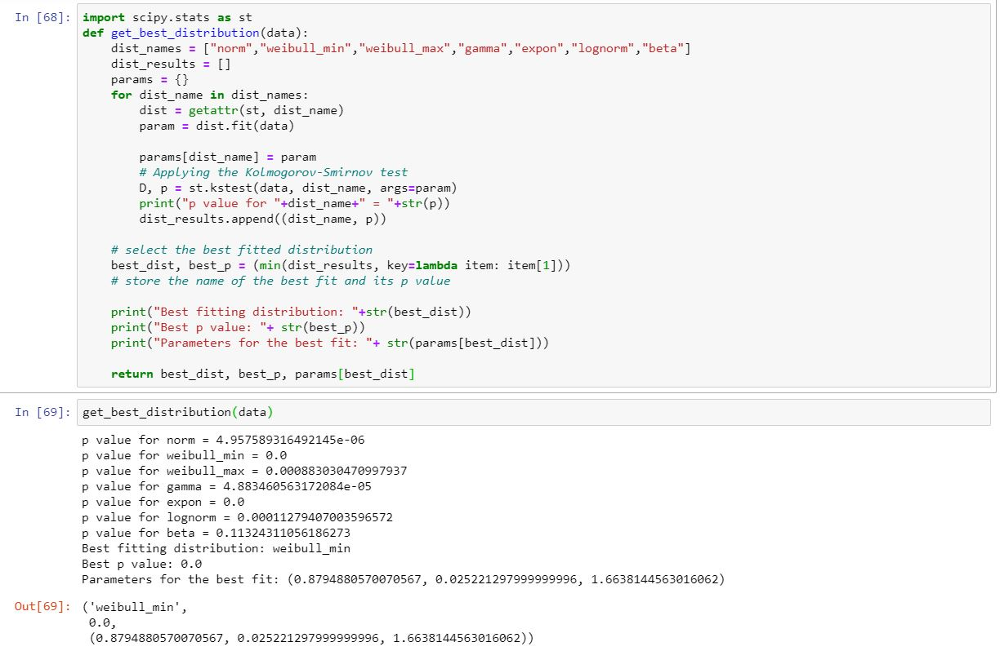 In [68]: import scipy.stats as st
def get_best_distribution(data):
    dist_names = ["norm","weibull_min","weibull_max","gamma","expon","lognorm","beta"]
    dist_results = []
    params = {}
    for dist_name in dist_names:
        dist = getattr(st, dist_name)
        param = dist.fit(data)

        params[dist_name] = param
        # Applying the Kolmogorov-Smirnov test
        D, p = st.kstest(data, dist_name, args=param)
        print("p value for "+dist_name+" = "+str(p))
        dist_results.append((dist_name, p))

    # select the best fitted distribution
    best_dist, best_p = (min(dist_results, key=lambda item: item[1]))
    # store the name of the best fit and its p value

    print("Best fitting distribution: "+str(best_dist))
    print("Best p value: "+ str(best_p))
    print("Parameters for the best fit: "+ str(params[best_dist]))

    return best_dist, best_p, params[best_dist]
In [69]: get_best_distribution(data)
p value for norm = 4.957589316492145e-06
p value for weibull_min = 0.0
p value for weibull_max = 0.000883030470997937
p value for gamma = 4.883460563172084e-05
p value for expon = 0.0
p value for lognorm = 0.00011279407003596572
p value for beta = 0.11324311056186273
Best fitting distribution: weibull_min
Best p value: 0.0
Parameters for the best fit: (0.8794880570070567, 0.025221297999999996, 1.6638144563016062)
Out[69]: ('weibull_min',
 0.0,
 (0.8794880570070567, 0.025221297999999996, 1.6638144563016062))